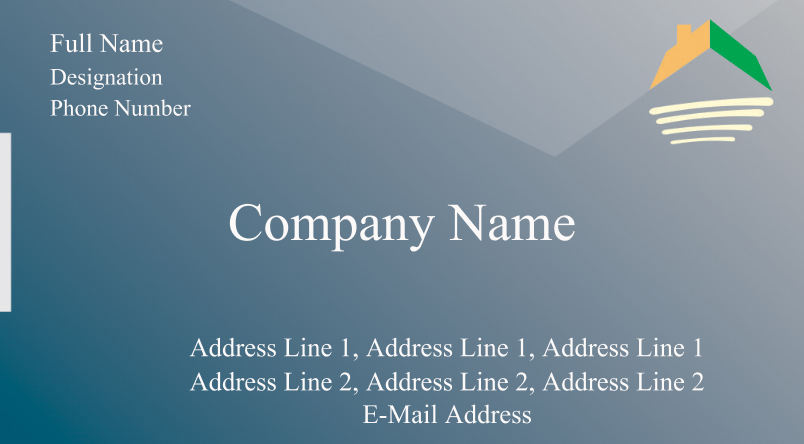 Full Name
Designation
Phone Number
Company Name
Address Line 1, Address Line 1, Address Line 1
Address Line 2, Address Line 2, Address Line 2
E-Mail Address